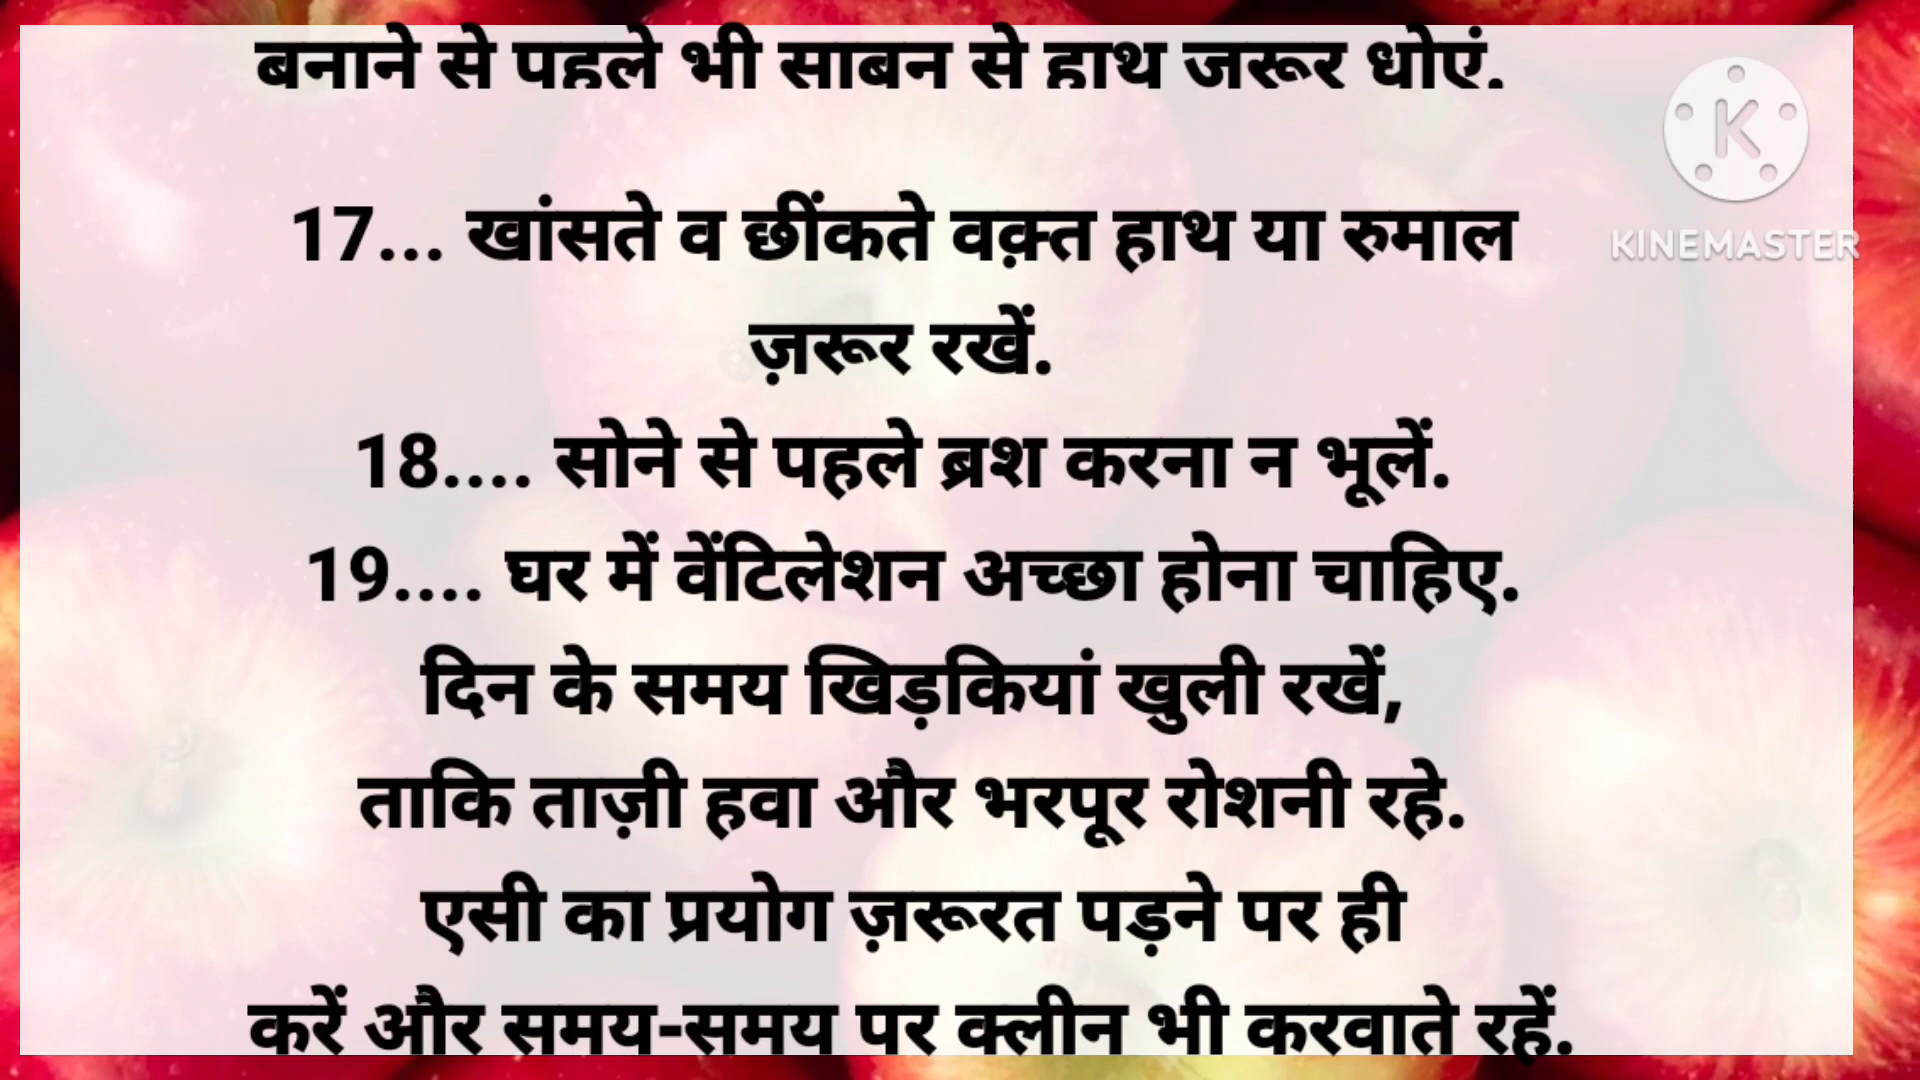 बनाने से पहले भी साबुन से हाथ जरूर धोएं.
KINEMASTER
17... खांसते व छींकते वक़्त हाथ या रुमाल
ज़रूर रखें.
18.... सोने से पहले ब्रश करना न भूलें.
19.... घर में वेंटिलेशन अच्छा होना चाहिए.
दिन के समय खिड़कियां खुली रखें,
ताकि ताज़ी हवा और भरपूर रोशनी रहे.
एसी का प्रयोग ज़रूरत पड़ने पर ही
करें और समय-समय पर क्लीन भी करवाते रहें.